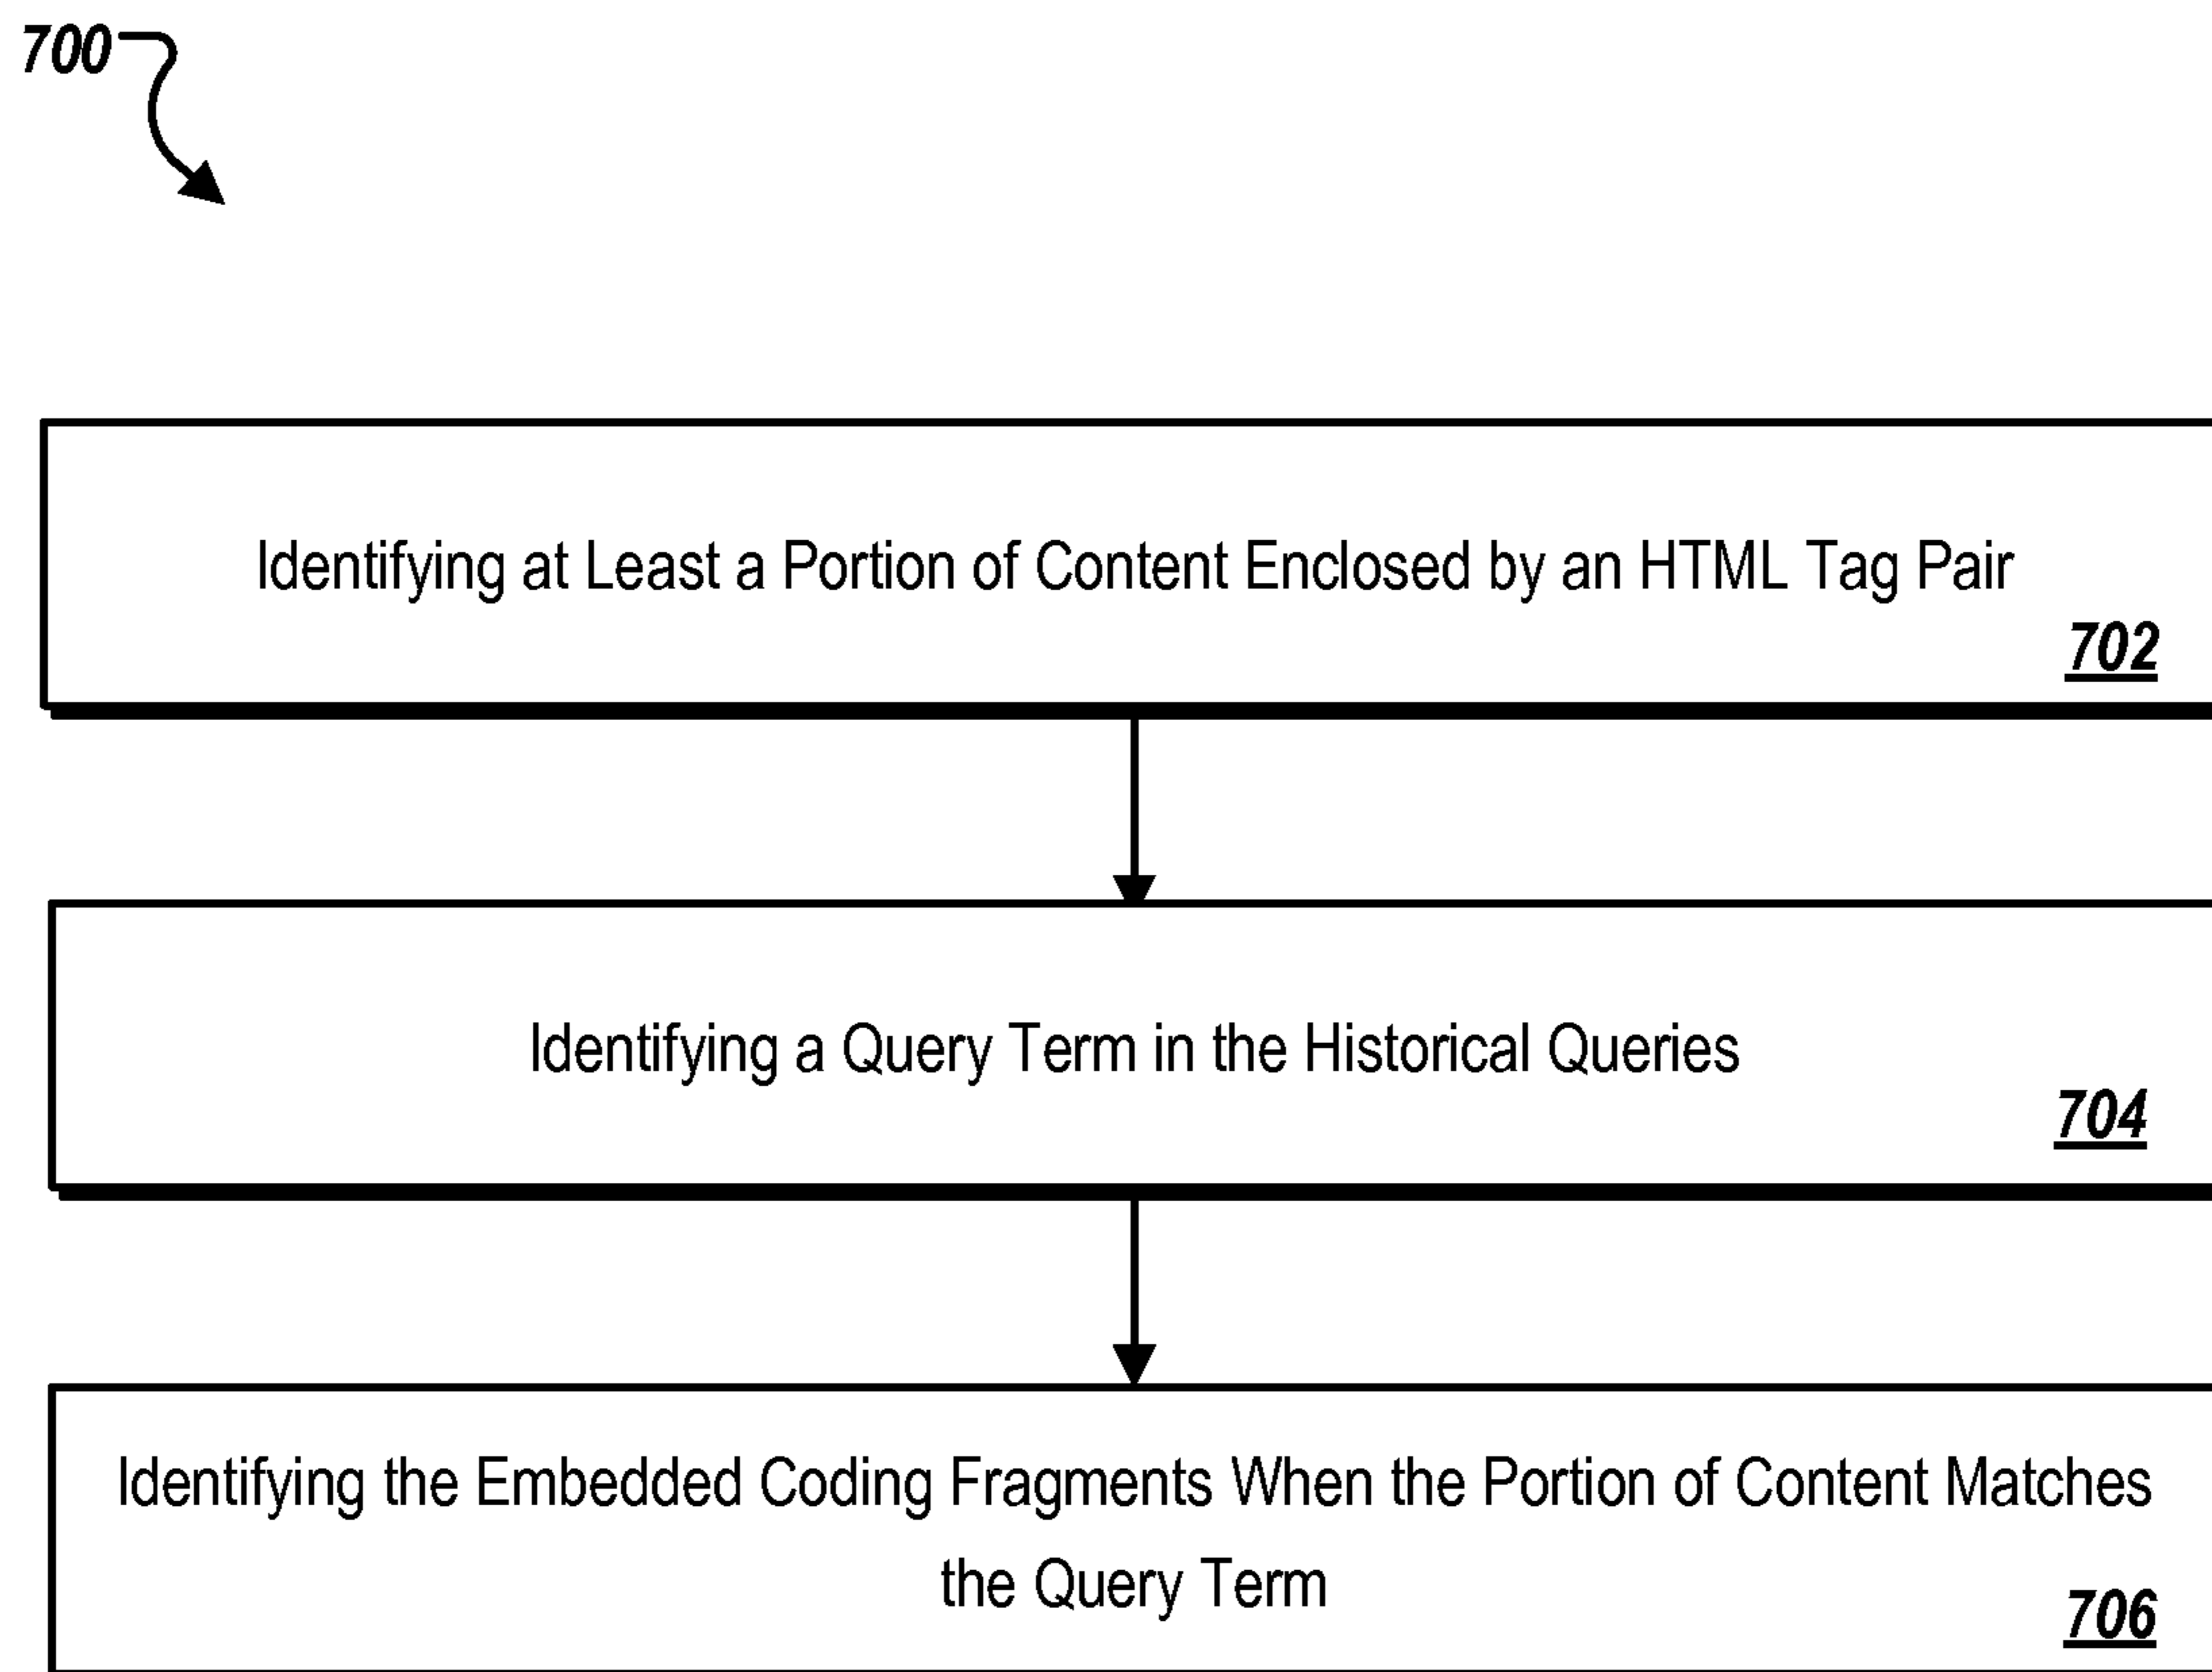 700
Identifying at Least a Portion of Content Enclosed by an HTML Tag Pair
702
Identifying a Query Term in the Historical Queries
704
Identifying the Embedded Coding Fragments When the Portion of Content Matches
the Query Term
706